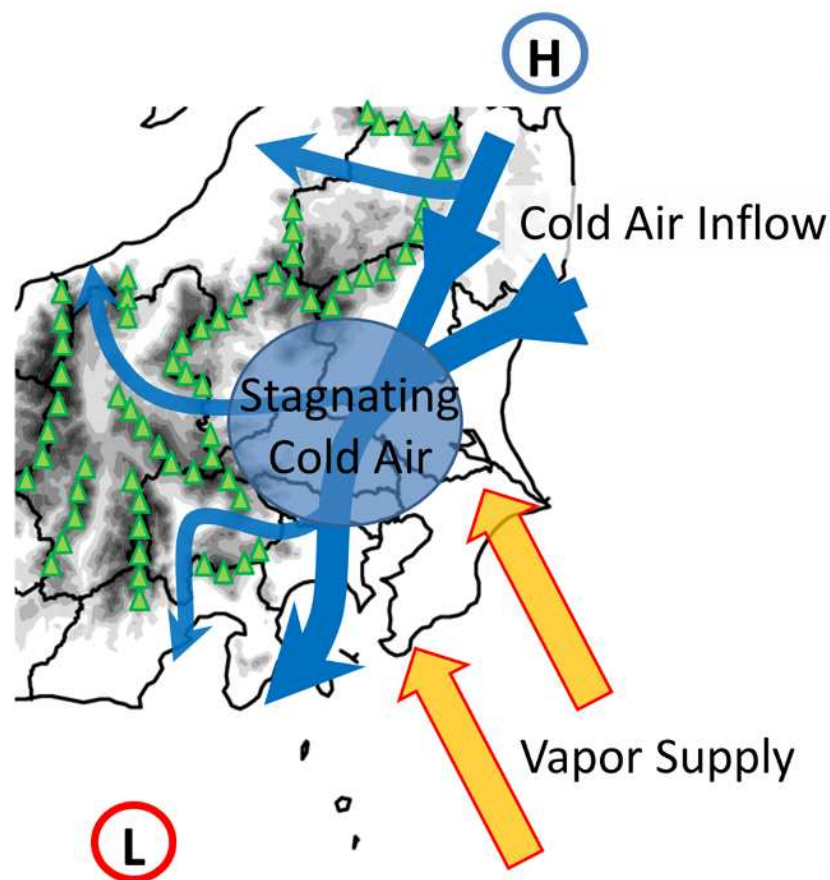 H
Cold Air Inflow
Stagnating
Cold Air
Vapor Supply
L